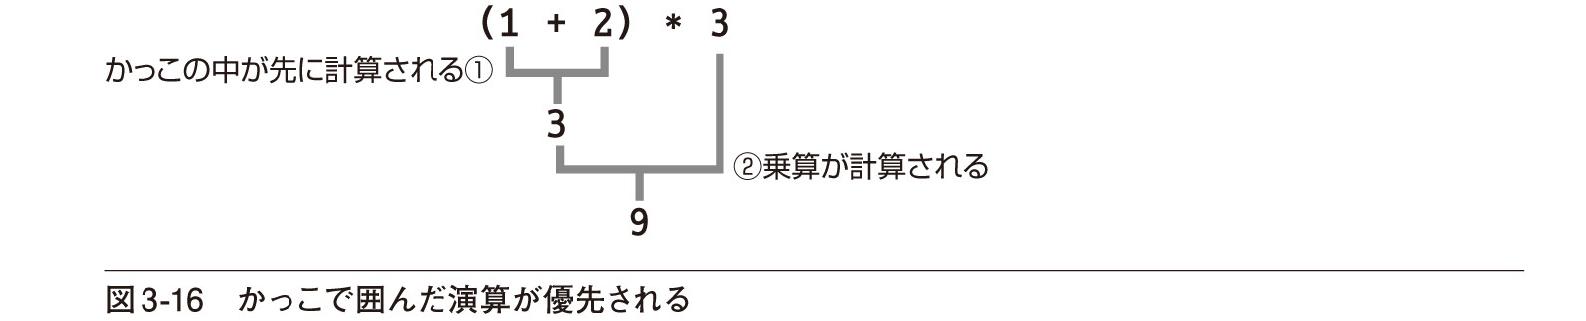 (1 + 2) * 3
かっこの中が先に計算される①
3
②乗算が計算される
9
図3-16 かっこで囲んだ演算が優先される